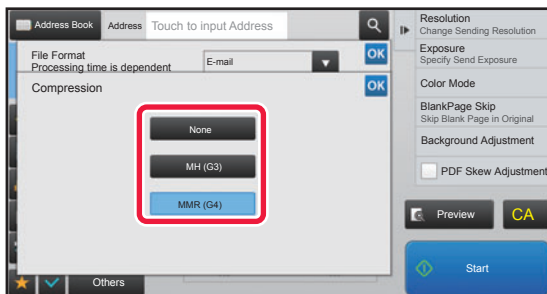 Address Book
Address
Touch to input Address
File Format
Processing time is dependent
E-mail
OK
Compression
OK
None
MH (G3)
MMR (G4)
Others
Resolution
Change Sending Resolution
Exposure
Specify Send Exposure
Color Mode
BlankPage Skip
Skip Blank Page in Original
Background Adjustment
PDF Skew Adjustment
Preview
CA
Start